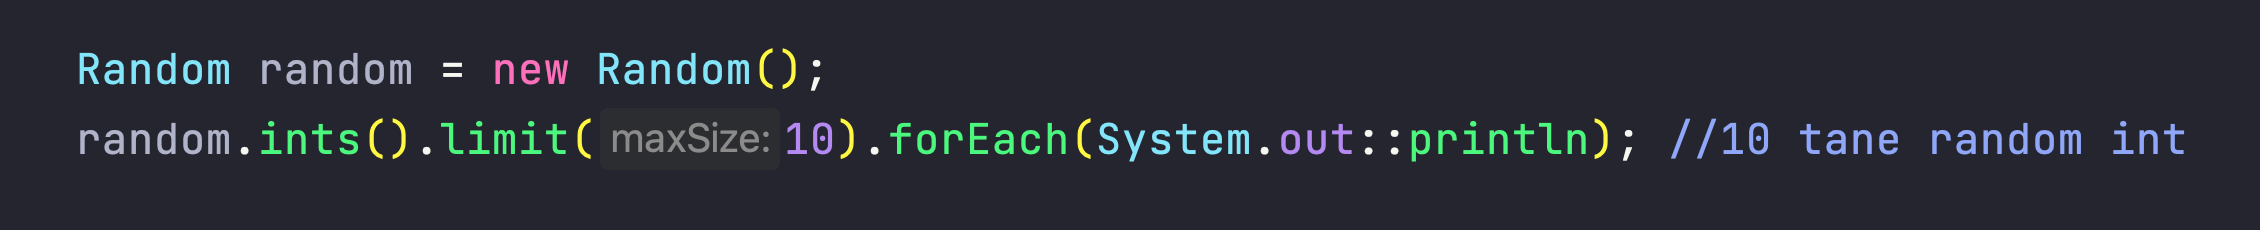 Random random = new Random();
random.ints().limit( maxSize: 10).forEach(System.out::println); //10 tane random int